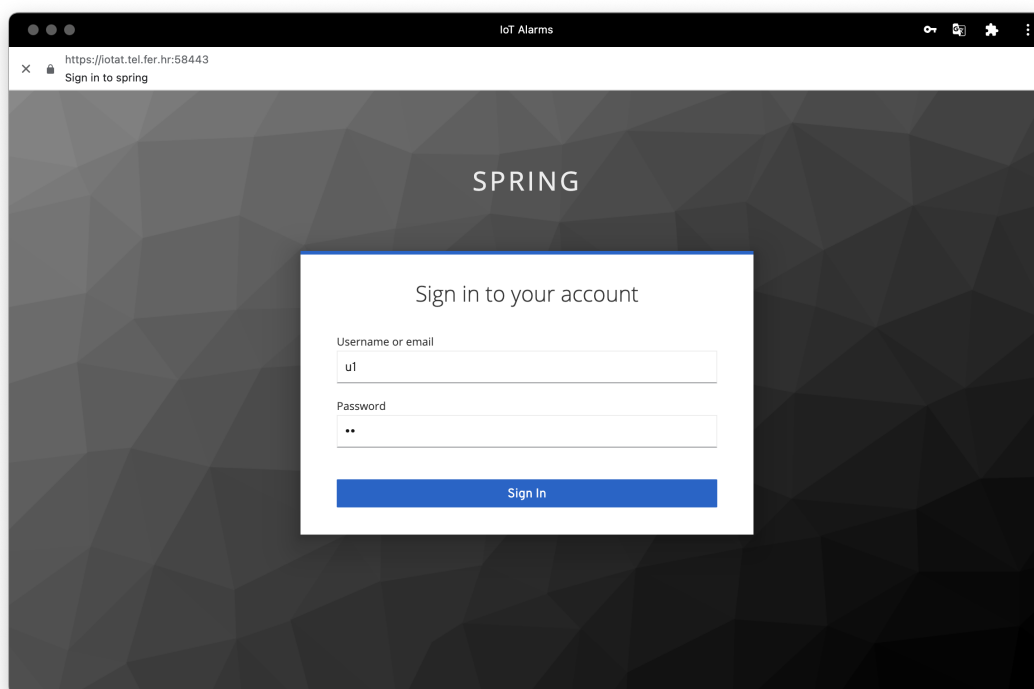 IoT Alarms
https://iotat.tel.fer.hr:58443
Sign in to spring
SPRING
Sign in to your account
Username or email
u1
Password
••
Sign In